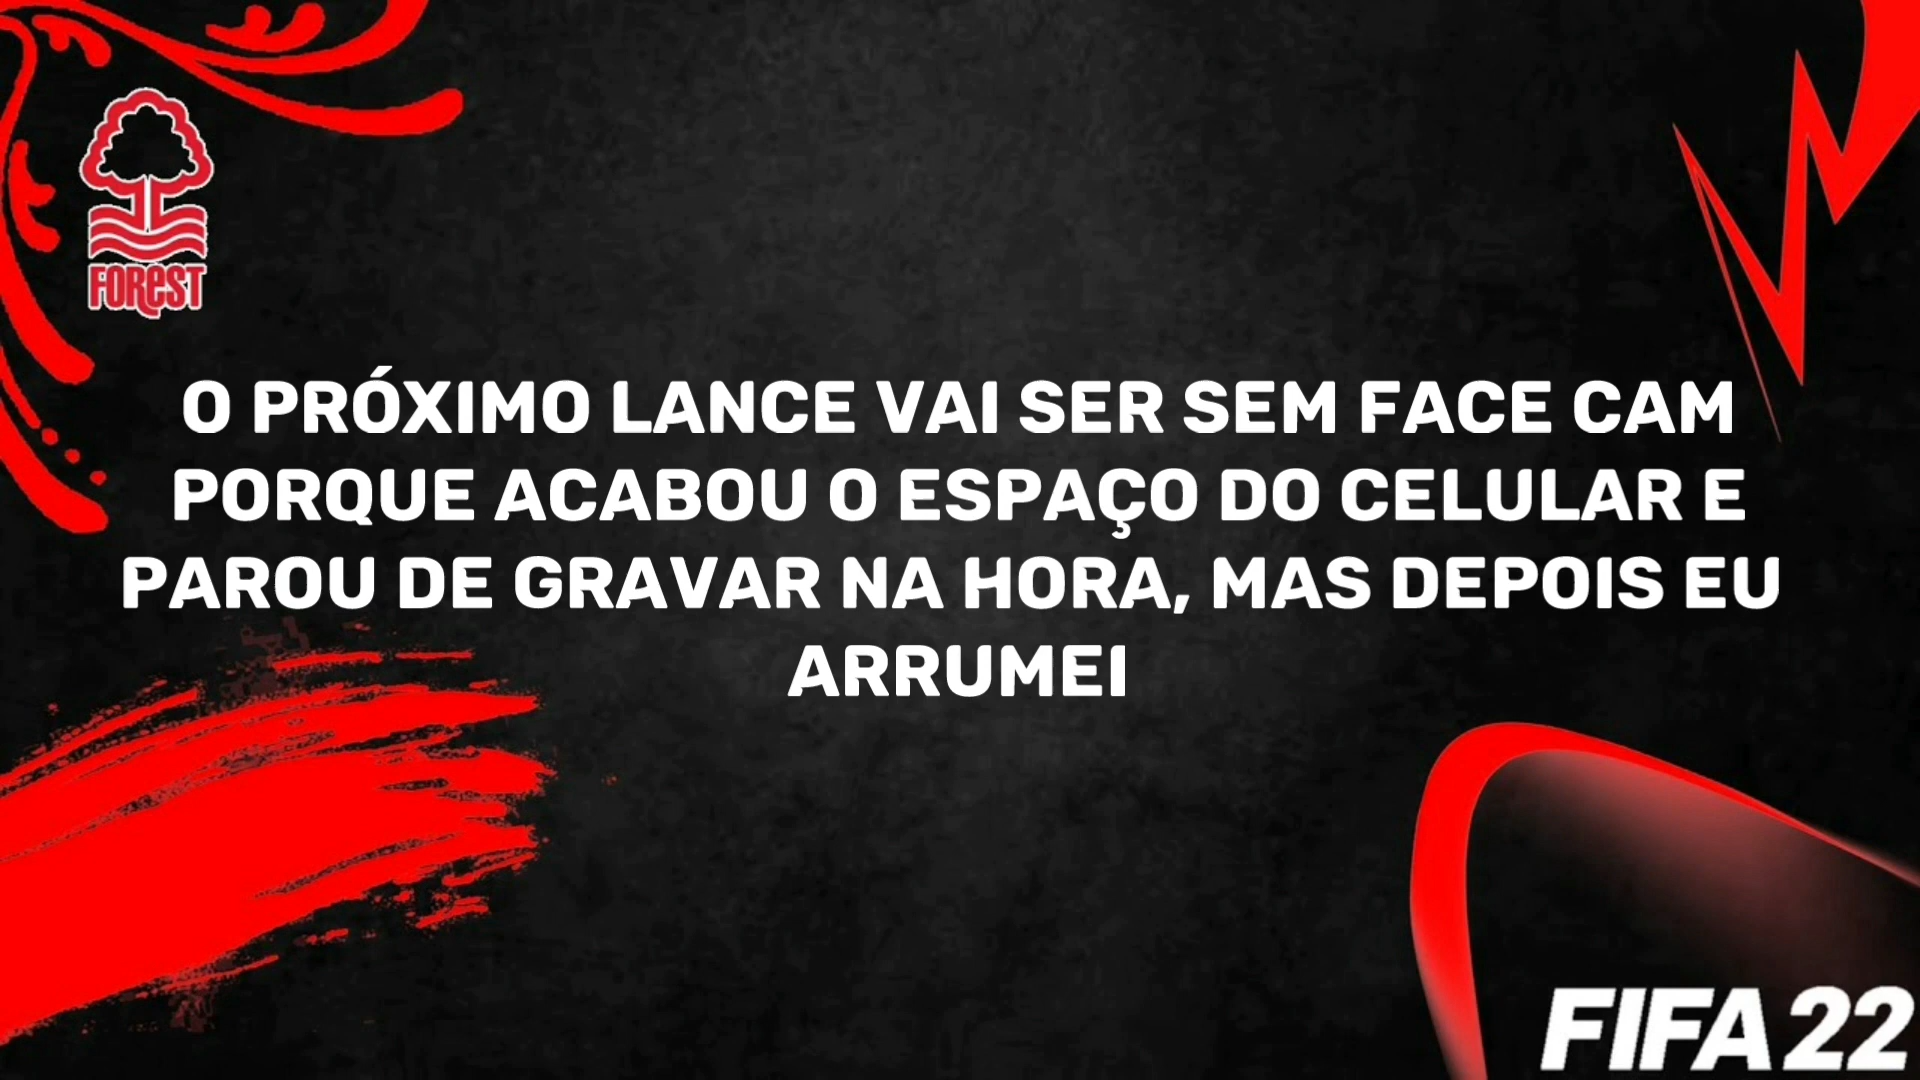 FOREST
O PRÓXIMO LANCE VAI SER SEM FACE CAM
PORQUE ACABOU O ESPAÇO DO CELULAR E
PAROU DE GRAVAR NA HORA, MAS DEPOIS EU
ARRUMEI
FIFA 22